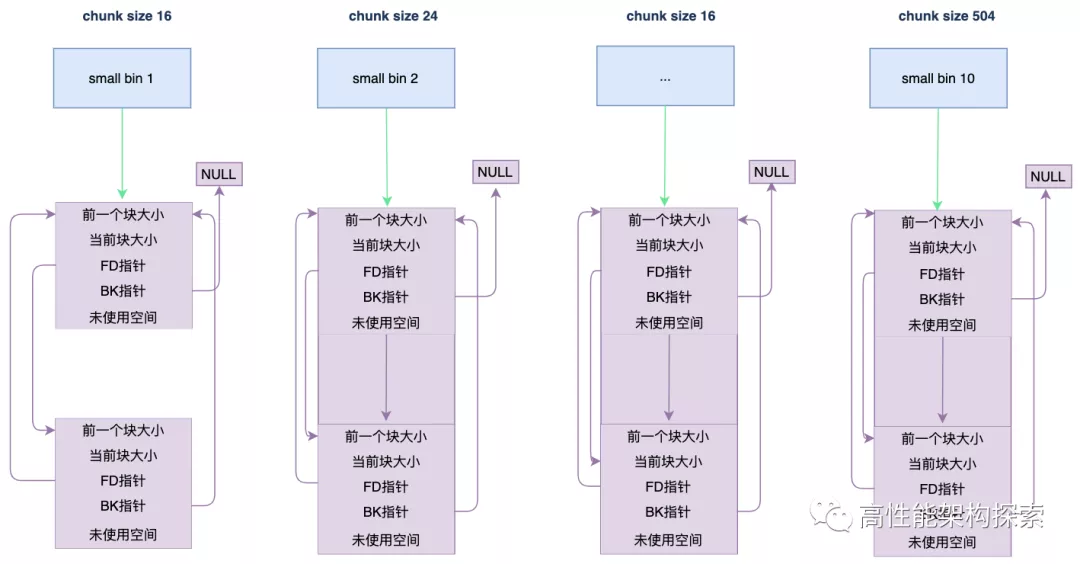 chunk size 16
small bin 1
NULL
前一个块大小
当前块大小
FD指针
BK指针
未使用空间
前一个块大小
当前块大小
FD指针
BK指针
未使用空间
chunk size 24
small bin 2
NULL
前一个块大小
当前块大小
FD指针
BK指针
未使用空间
前一个块大小
当前块大小
FD指针
BK指针
未使用空间
chunk size 16
...
NULL
前一个块大小
当前块大小
FD指针
BK指针
未使用空间
前一个块大小
当前块大小
FD指针
BK指针
未使用空间
chunk size 504
small bin 10
NULL
前一个块大小
当前块大小
FD指针
BK指针
未使用空间
前一个块大小
当前块大小
FD指针
BK指针
未使用空间
高性能架构探索